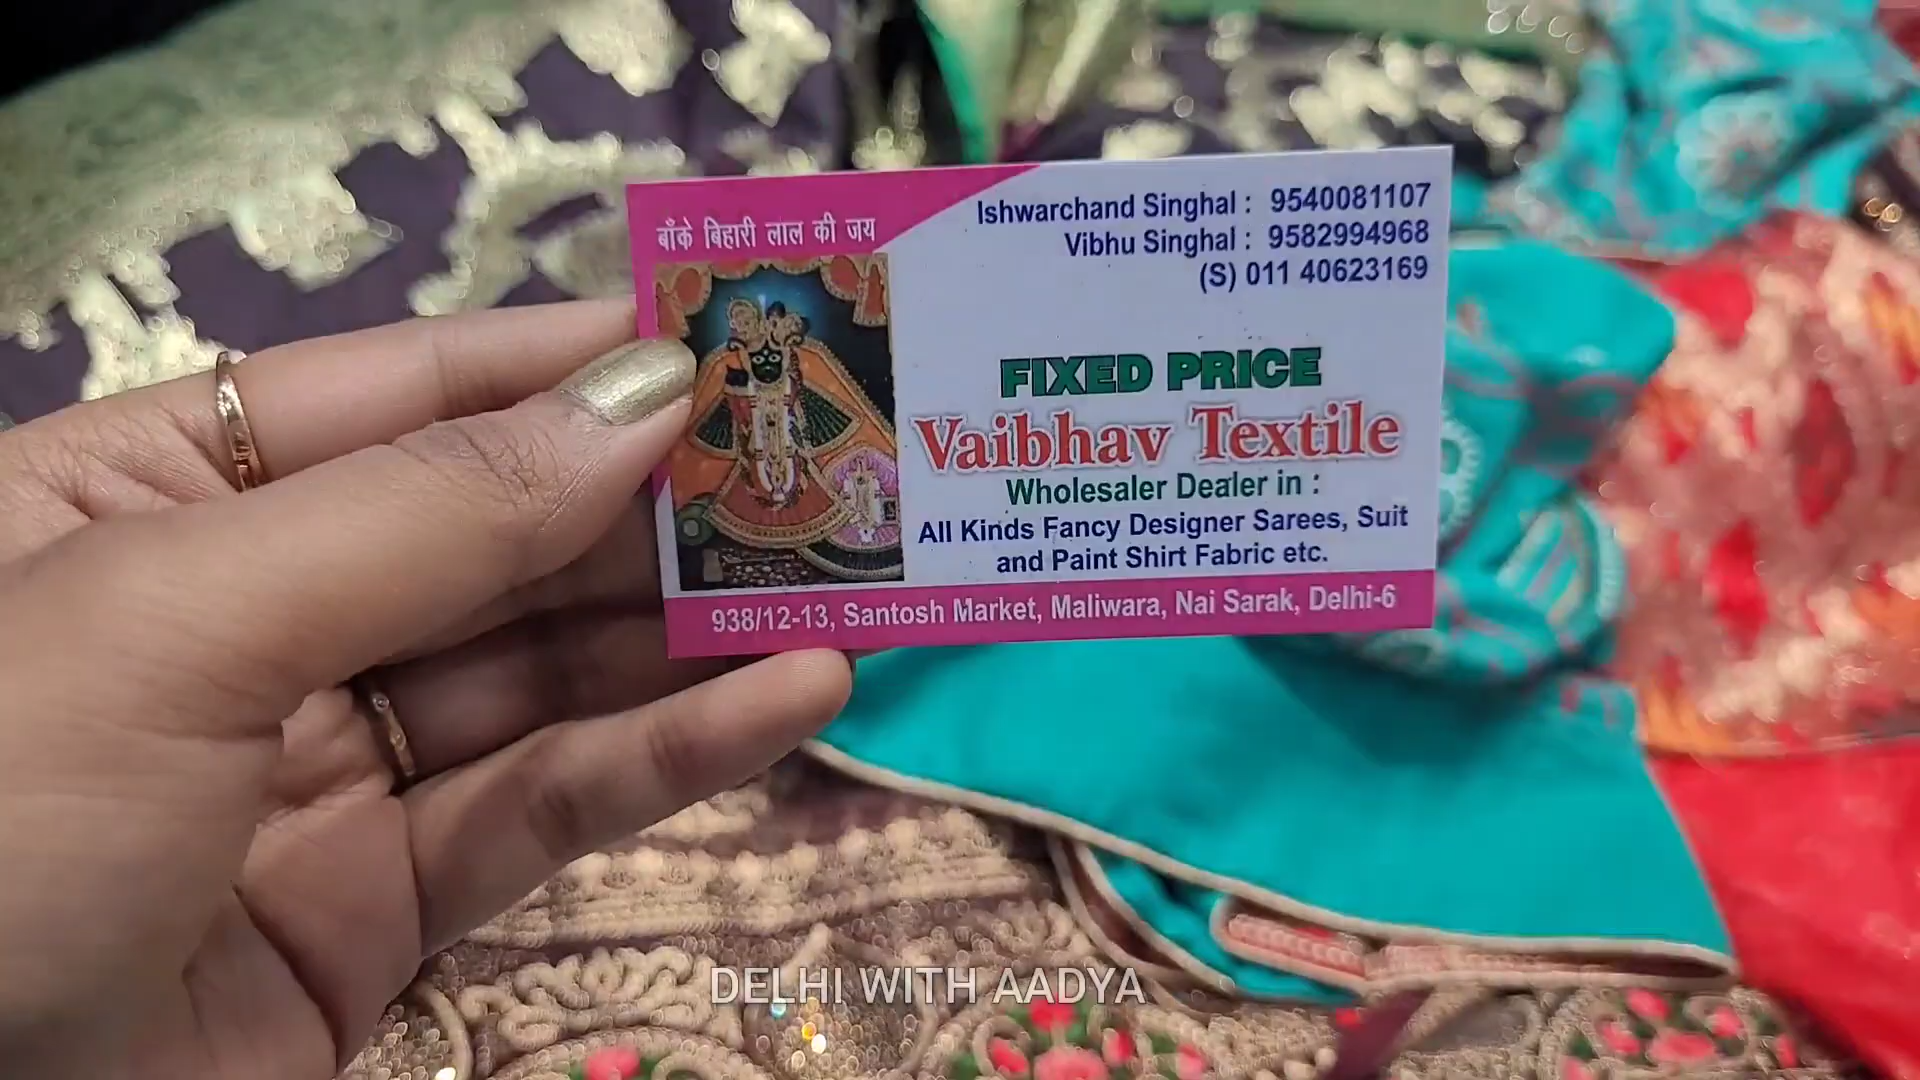 बाँके बिहारी लाल की जय
Ishwarchand Singhal : 9540081107
Vibhu Singhal : 9582994968
(S) 011 40623169
FIXED PRICE
Vaibhav Textile
Wholesaler Dealer in :
All Kinds Fancy Designer Sarees, Suit
and Paint Shirt Fabric etc.
938/12-13, Santosh Market, Maliwara, Nai Sarak, Delhi-6
DELHI WITH AADYA